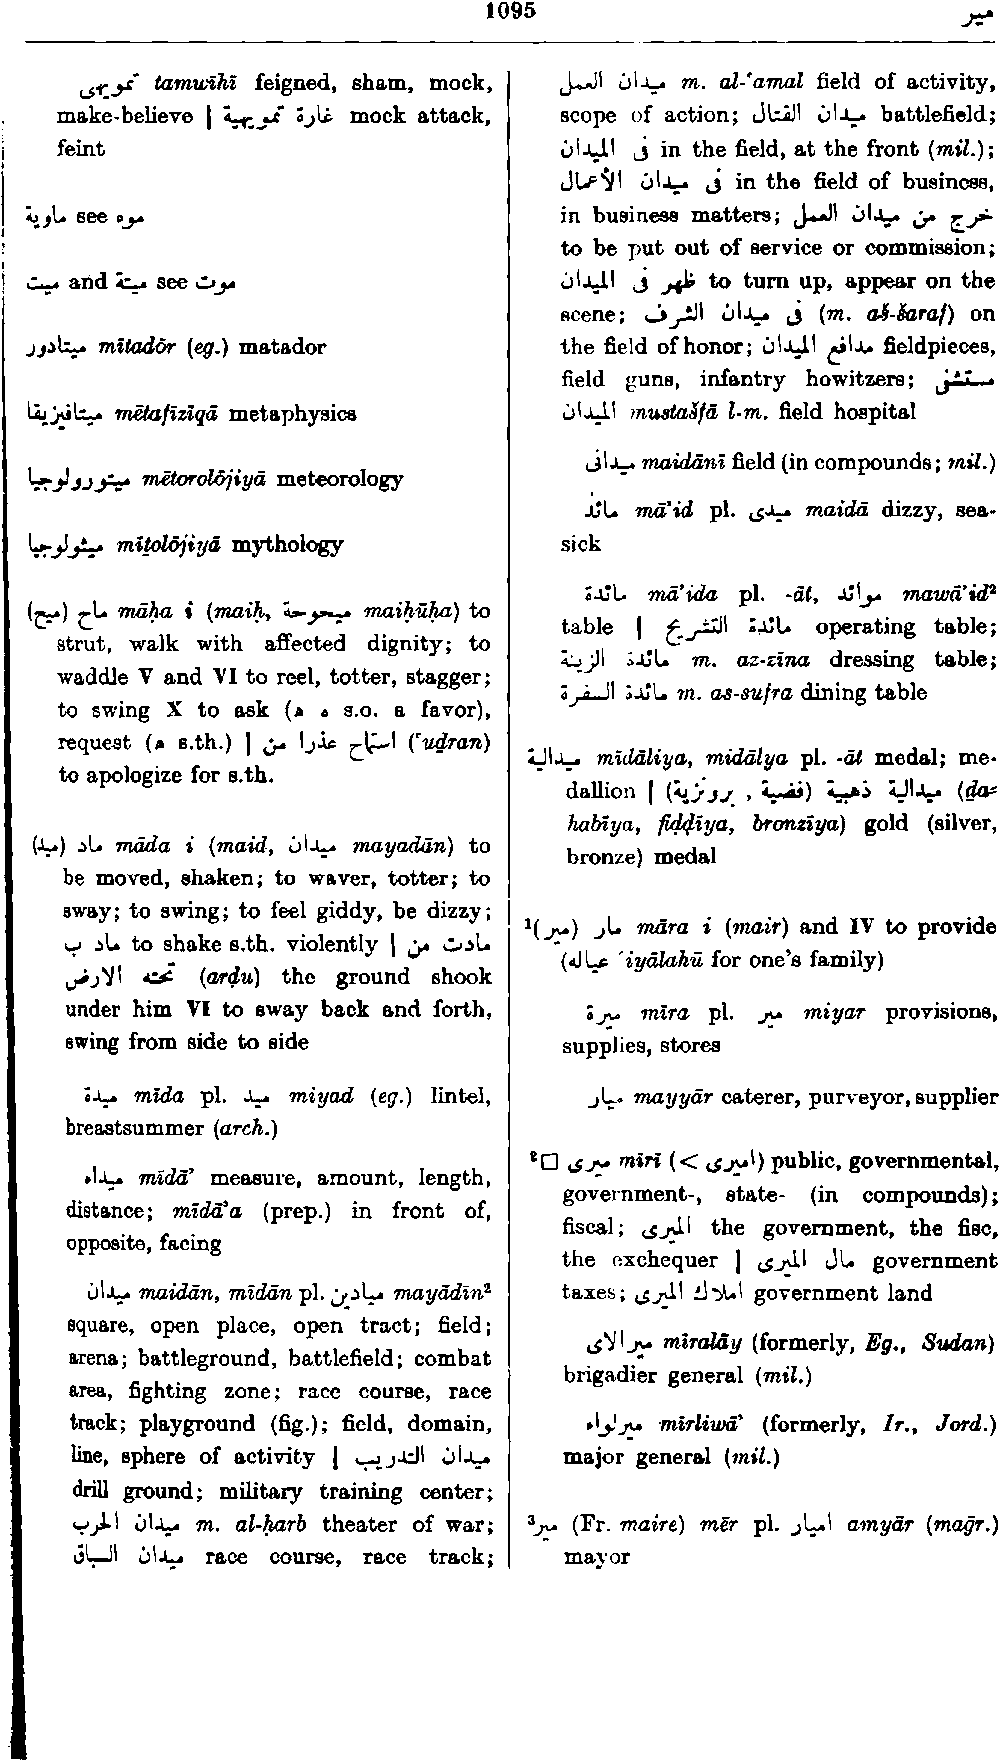 1095
مير
تمويهى tamwīhī feigned, sham, mock,
make-believe | غارة تمويهية mock attack,
feint
ماوية see موه
ميت and ميتة see موت
ميتادور mītadōr (eg.) matador
ميتافيزيقا mētafīzīqā metaphysics
ميتورولوجيا mētorolōjiyā meteorology
ميثولوجيا mīṯolōjiyā mythology
(ميح) ماح māḥa i (maiḥ, ميحوحة maiḥūḥa) to
strut, walk with affected dignity; to
waddle V and VI to reel, totter, stagger;
to swing X to ask (ه ه s.o. a favor),
request (ه s.th.) | استماح عذرا من (ʿuḏran)
to apologize for s.th.
(ميد) ماد māda i (maid, ميدان mayadān) to
be moved, shaken; to waver, totter; to
sway; to swing; to feel giddy, be dizzy;
ماد ب to shake s.th. violently | مادت من
تحته الارض (arḍu) the ground shook
under him VI to sway back and forth,
swing from side to side
ميدة mīda pl. ميد miyad (eg.) lintel,
breastsummer (arch.)
ميداء mīdāʾ measure, amount, length,
distance; mīdāʾa (prep.) in front of,
opposite, facing
ميدان maidān, mīdān pl. ميادين mayādīn²
square, open place, open tract; field;
arena; battleground, battlefield; combat
area, fighting zone; race course, race
track; playground (fig.); field, domain,
line, sphere of activity | ميدان التدريب
drill ground; military training center;
ميدان الحرب m. al-ḥarb theater of war;
ميدان السباق race course, race track;
ميدان العمل m. al-ʿamal field of activity,
scope of action; ميدان القتال battlefield;
فى الميدان in the field, at the front (mil.);
فى ميدان الأعمال in the field of business,
in business matters; خرج من ميدان العمل
to be put out of service or commission;
ظهر فى الميدان to turn up, appear on the
scene; فى ميدان الشرف (m. aš-šaraf) on
the field of honor; مدافع الميدان fieldpieces,
field guns, infantry howitzers; مستشفى
الميدان mustašfā l-m. field hospital
ميدانى maidānī field (in compounds; mil.)
مائد māʾid pl. ميدى maidā dizzy, sea-
sick
مائدة māʾida pl. -āt, موائد mawāʾid²
table | مائدة التشريح operating table;
مائدة الزينة m. az-zīna dressing table;
مائدة السفرة m. as-sufra dining table
ميدالية mīdāliya, midālya pl. -āt medal; me-
dallion | ميدالية ذهبية (فضية , برونزية) (ḏa-
habīya, fiḍḍīya, bronzīya) gold (silver,
bronze) medal
¹(مير) مار māra i (mair) and IV to provide
(عياله ʿiyālahū for one's family)
ميرة mīra pl. مير miyar provisions,
supplies, stores
ميار mayyār caterer, purveyor, supplier
²□ ميرى mīrī (< اميرى) public, governmental,
government-, state- (in compounds);
fiscal; الميرى the government, the fisc,
the exchequer | مال الميرى government
taxes; املاك الميرى government land
ميرالاى mīralāy (formerly, Eg., Sudan)
brigadier general (mil.)
ميرلواء mīrliwāʾ (formerly, Ir., Jord.)
major general (mil.)
³مير (Fr. maire) mēr pl. اميار amyār (maḡr.)
mayor